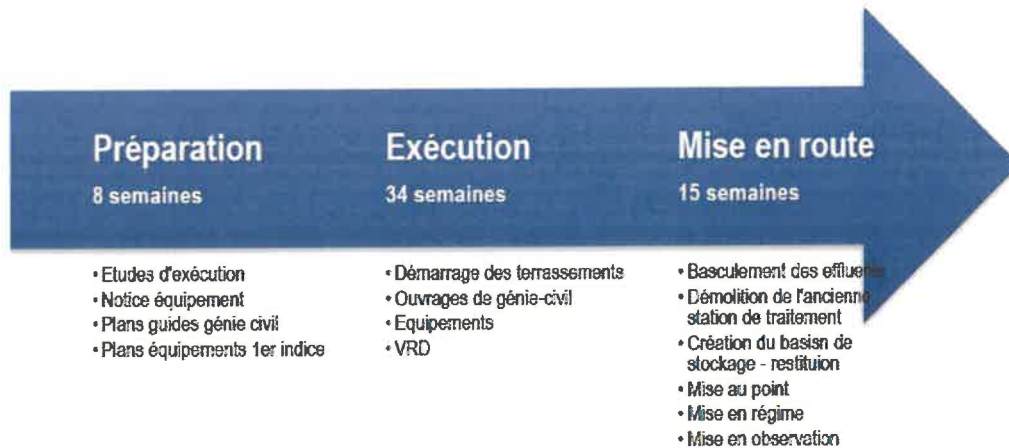 Préparation
8 semaines
Exécution
34 semaines
Mise en route
15 semaines
• Etudes d'exécution
• Notice équipement
• Plans guides génie civil
• Plans équipements 1er indice
• Démarrage des terrassements
• Ouvrages de génie-civil
• Equipements
• VRD
• Basculement des effluents
• Démolition de l'ancienne
station de traitement
• Création du basisn de
stockage - restituion
• Mise au point
• Mise en régime
• Mise en observation